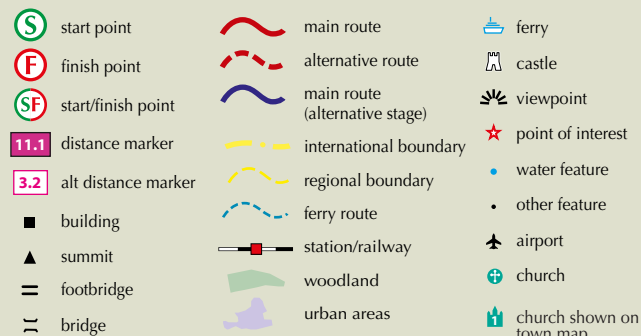 S start point
F finish point
SF start/finish point
11.1 distance marker
3.2 alt distance marker
building
summit
footbridge
bridge
main route
alternative route
main route
(alternative stage)
international boundary
regional boundary
ferry route
station/railway
woodland
urban areas
ferry
castle
viewpoint
point of interest
water feature
other feature
airport
church
1 church shown on
town map